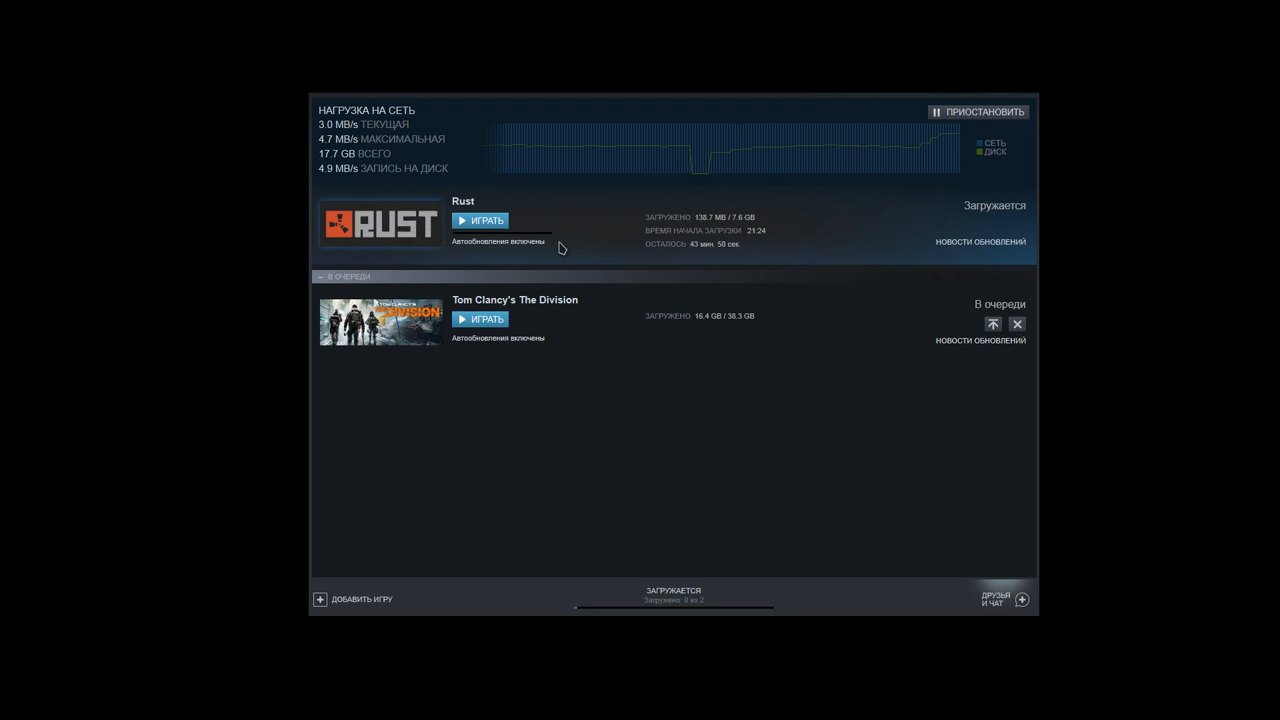 НАГРУЗКА НА СЕТЬ
3.0 MB/s ТЕКУЩАЯ
4.7 MB/s МАКСИМАЛЬНАЯ
17.7 GB ВСЕГО
4.9 MB/s ЗАПИСЬ НА ДИСК
ПРИОСТАНОВИТЬ
СЕТЬ
ДИСК
RUST
Rust
ИГРАТЬ
Автообновления включены
ЗАГРУЖЕНО 138.7 MB / 7.6 GB
ВРЕМЯ НАЧАЛА ЗАГРУЗКИ 21:24
ОСТАЛОСЬ 43 мин. 50 сек.
Загружается
НОВОСТИ ОБНОВЛЕНИЙ
В ОЧЕРЕДИ
TOM CLANCY'S
THE DIVISION
Tom Clancy's The Division
ИГРАТЬ
Автообновления включены
ЗАГРУЖЕНО 16.4 GB / 38.3 GB
В очереди
НОВОСТИ ОБНОВЛЕНИЙ
ДОБАВИТЬ ИГРУ
ЗАГРУЖАЕТСЯ
Загружено: 0 из 2
ДРУЗЬЯ
И ЧАТ